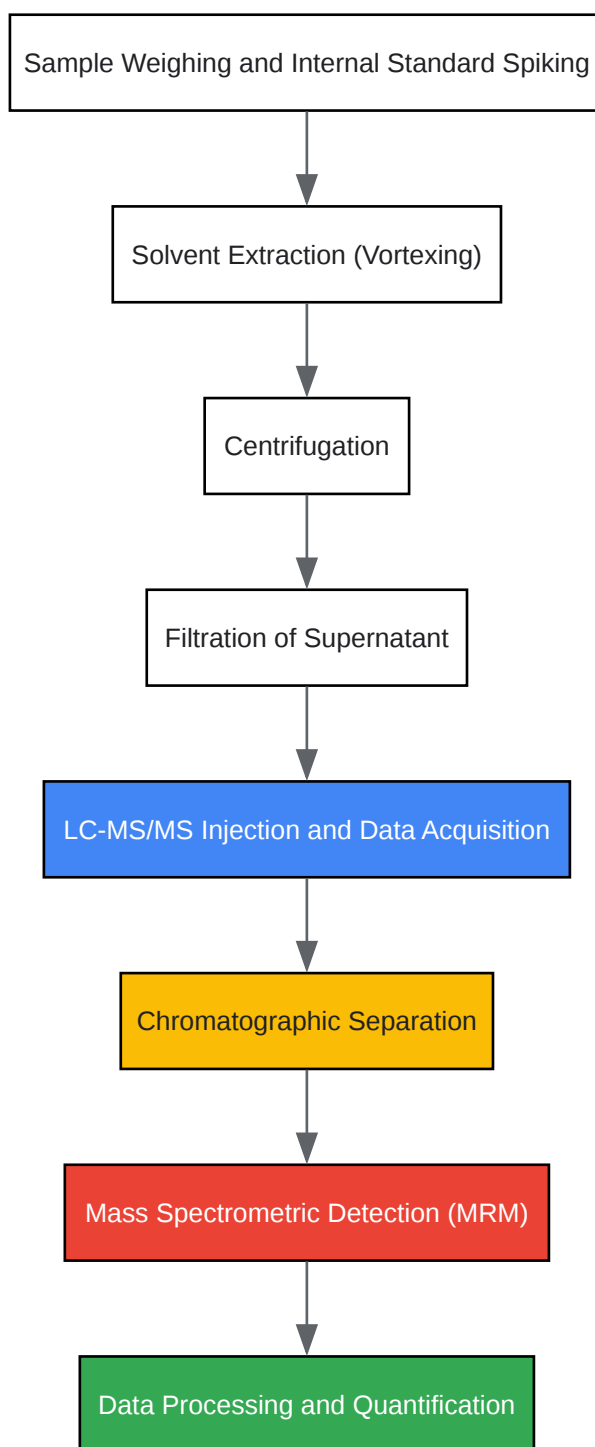 Sample Weighing and Internal Standard Spiking
Solvent Extraction (Vortexing)
Centrifugation
Filtration of Supernatant
LC-MS/MS Injection and Data Acquisition
Chromatographic Separation
Mass Spectrometric Detection (MRM)
Data Processing and Quantification